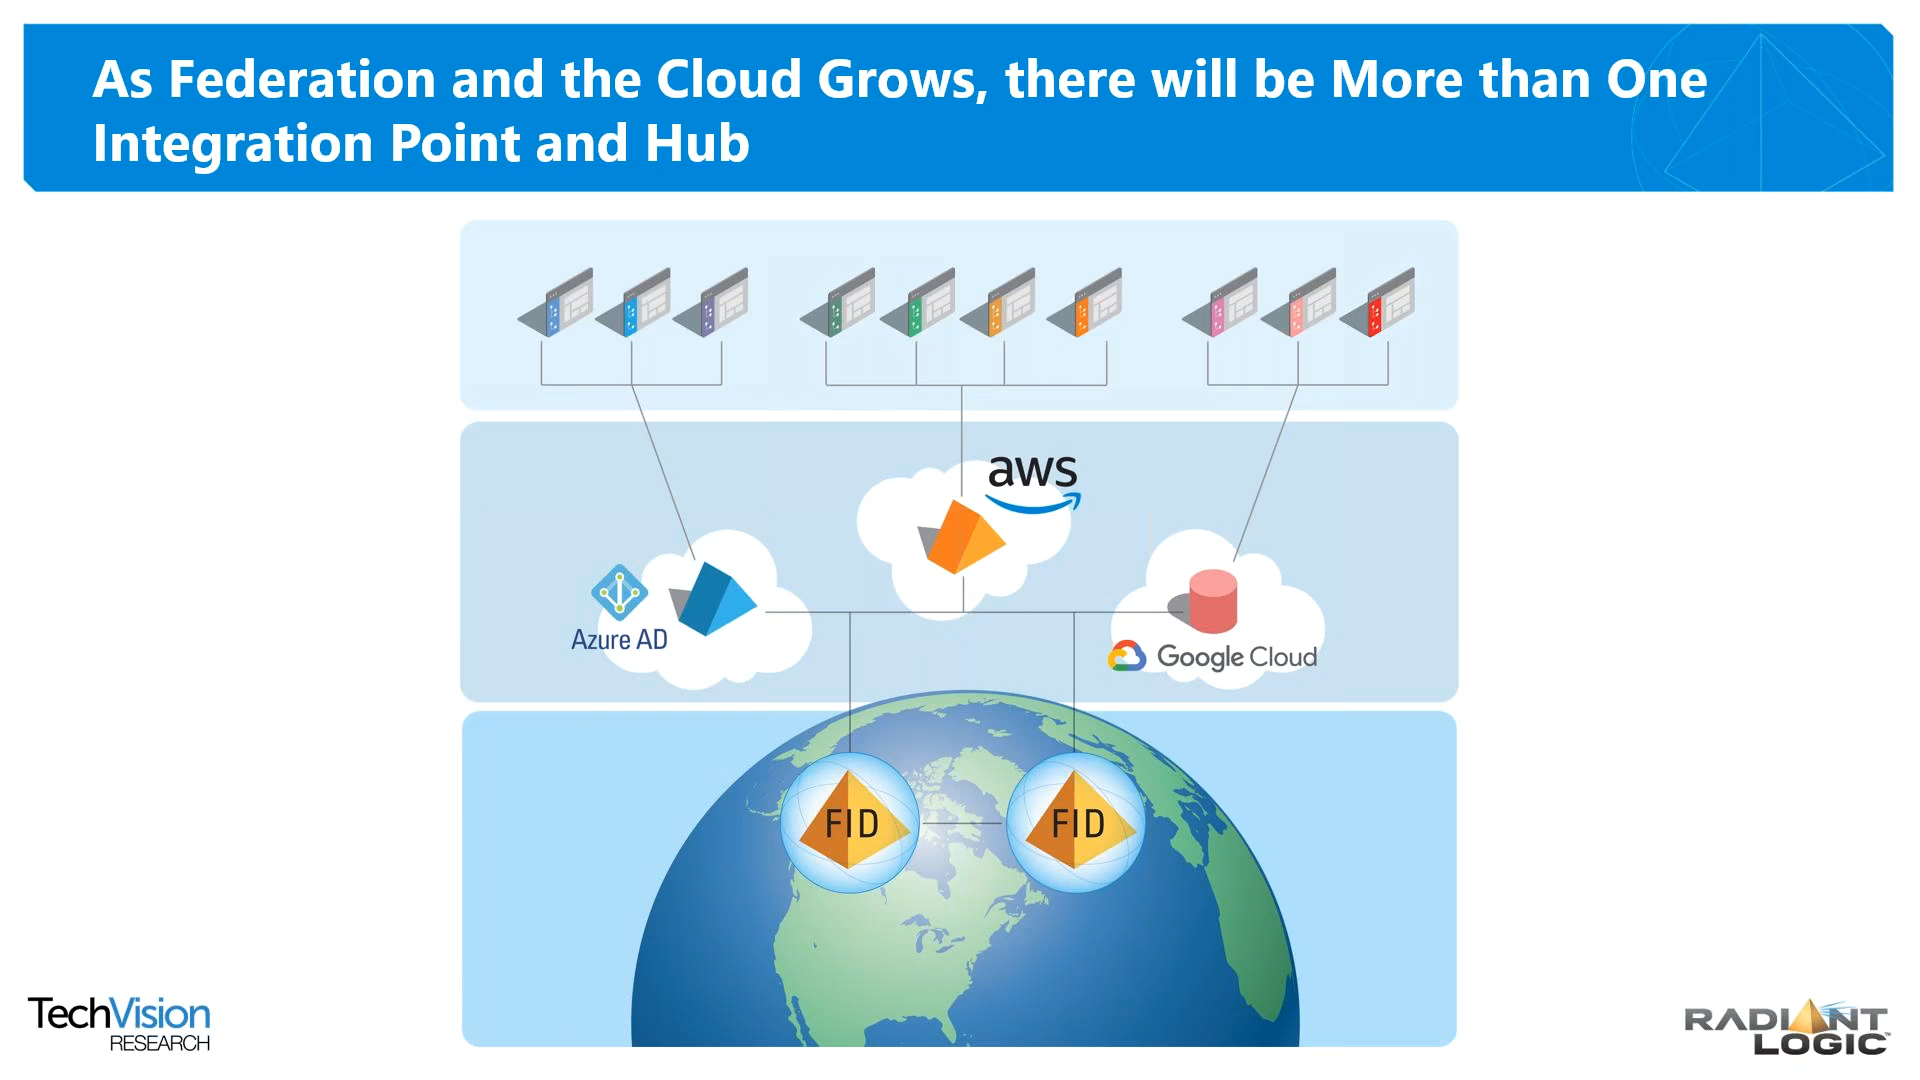 As Federation and the Cloud Grows, there will be More than One
Integration Point and Hub
aws
Azure AD
Google Cloud
FID
FID
TechVision
RESEARCH
RADIANT
LOGIC